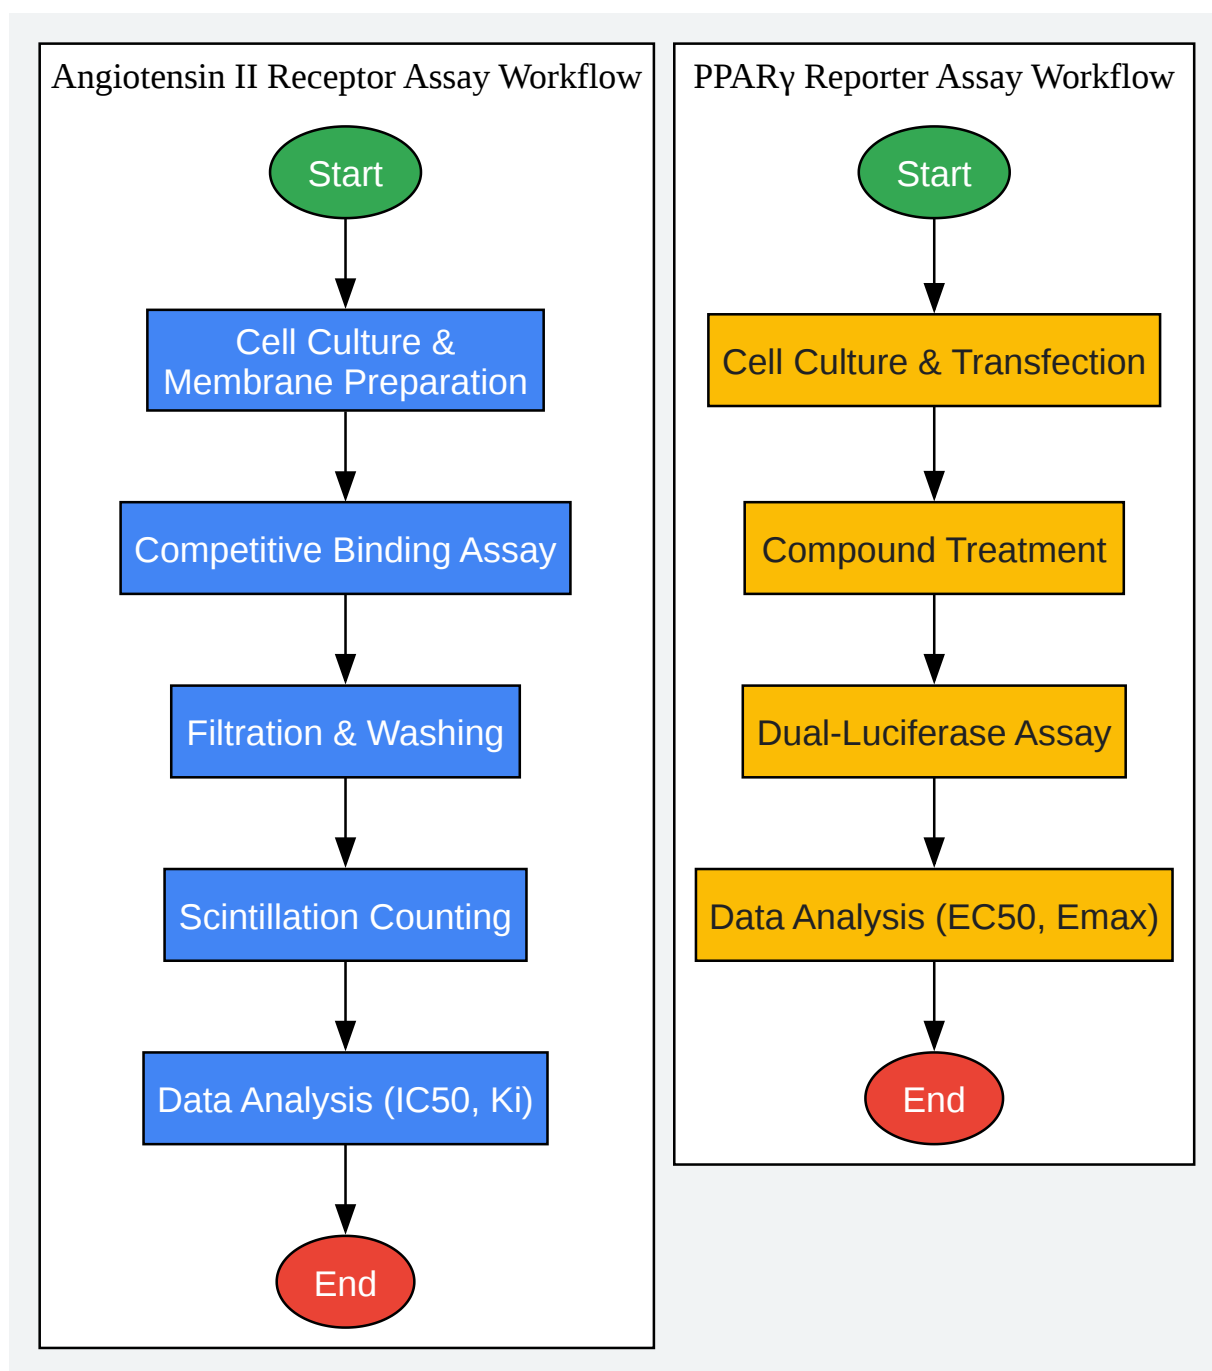 Angiotensin II Receptor Assay Workflow
Start
Cell Culture &
Membrane Preparation
Competitive Binding Assay
Filtration & Washing
Scintillation Counting
Data Analysis (IC50, Ki)
End
PPARγ Reporter Assay Workflow
Start
Cell Culture & Transfection
Compound Treatment
Dual-Luciferase Assay
Data Analysis (EC50, Emax)
End